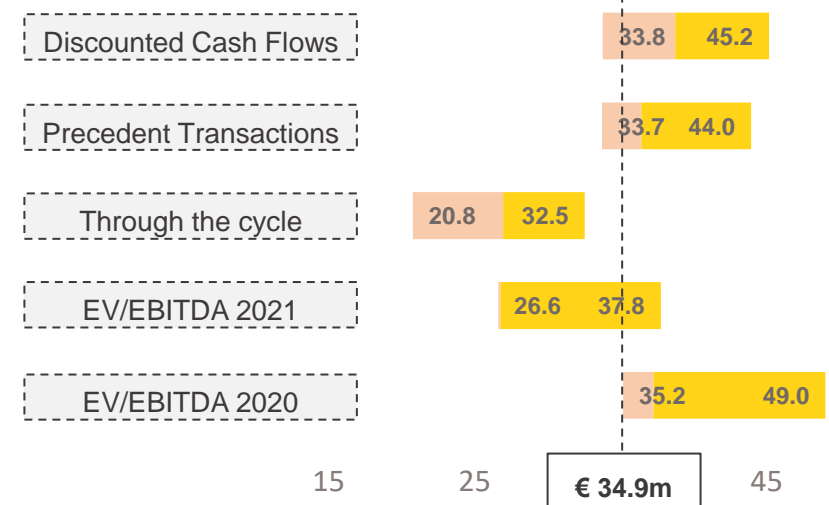 Discounted Cash Flows 33.8 45.2
Precedent Transactions 33.7 44.0
Through the cycle 20.8 32.5
EV/EBITDA 2021 26.6 37.8
EV/EBITDA 2020 35.2 49.0
15 25 € 34.9m 45